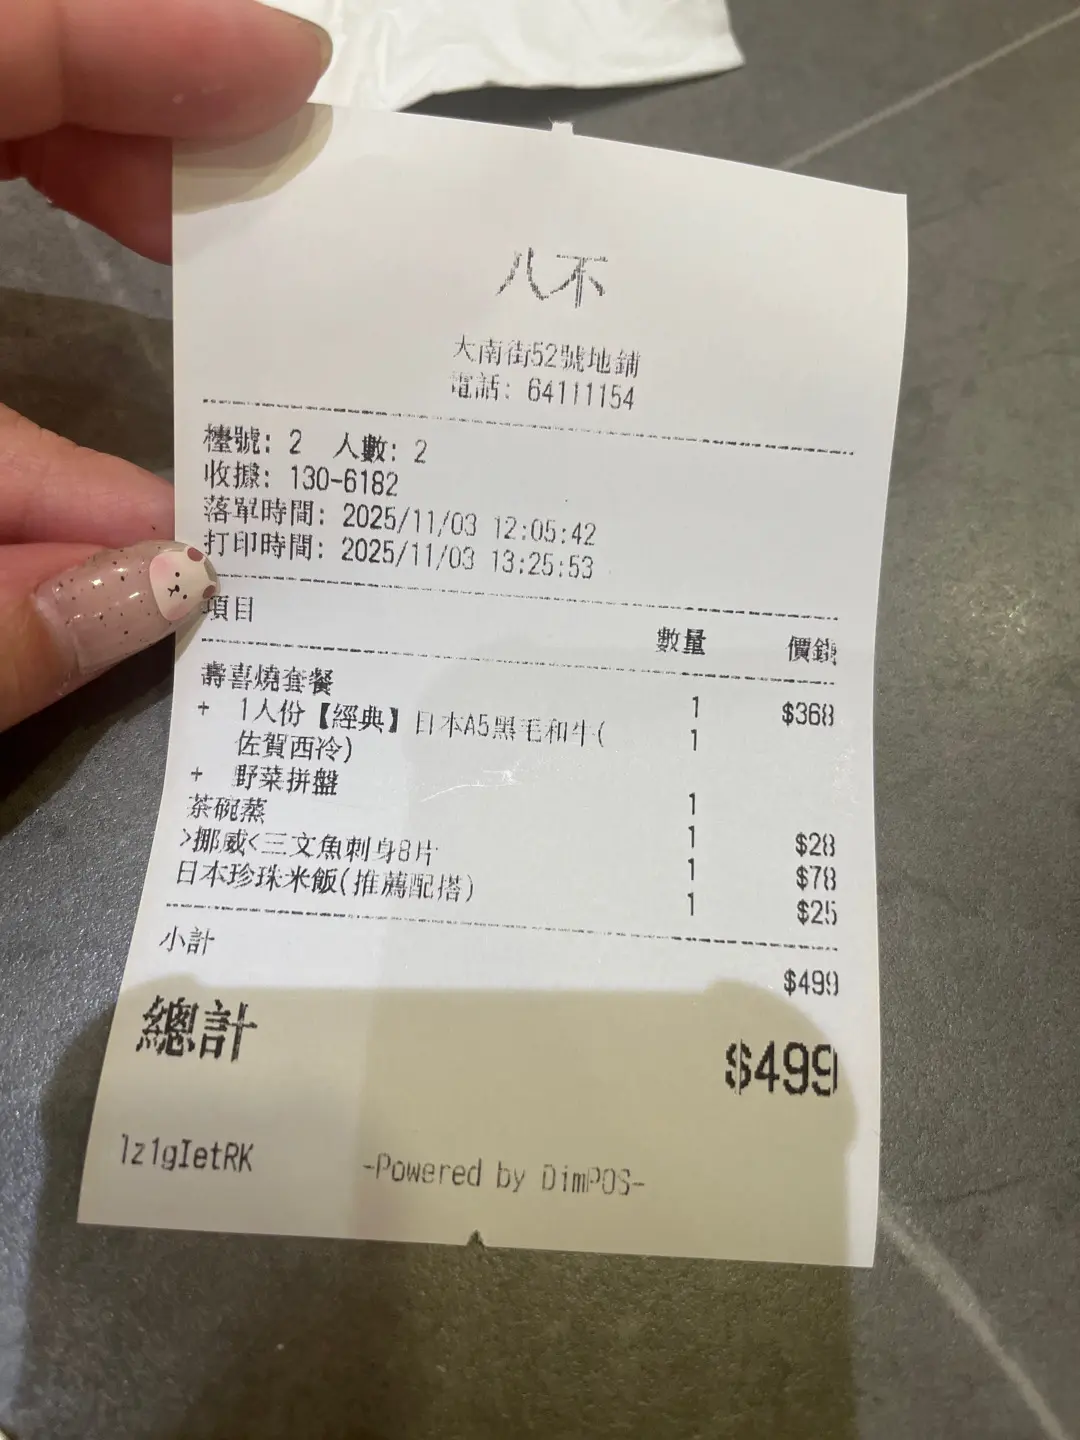 八不
大南街52號地鋪
電話: 64111154
檯號: 2 人數: 2
收據: 130-6182
落單時間: 2025/11/03 12:05:42
打印時間: 2025/11/03 13:25:53
項目 數量 價錢
壽喜燒套餐 1 $368
+ 1人份【經典】日本A5黑毛和牛( 1
佐賀西冷)
+ 野菜拼盤 1
茶碗蒸 1 $28
>挪威<三文魚刺身8片 1 $78
日本珍珠米飯(推薦配搭) 1 $25
小計 $499
總計 $499
1z1gIetRK
-Powered by DimPOS-